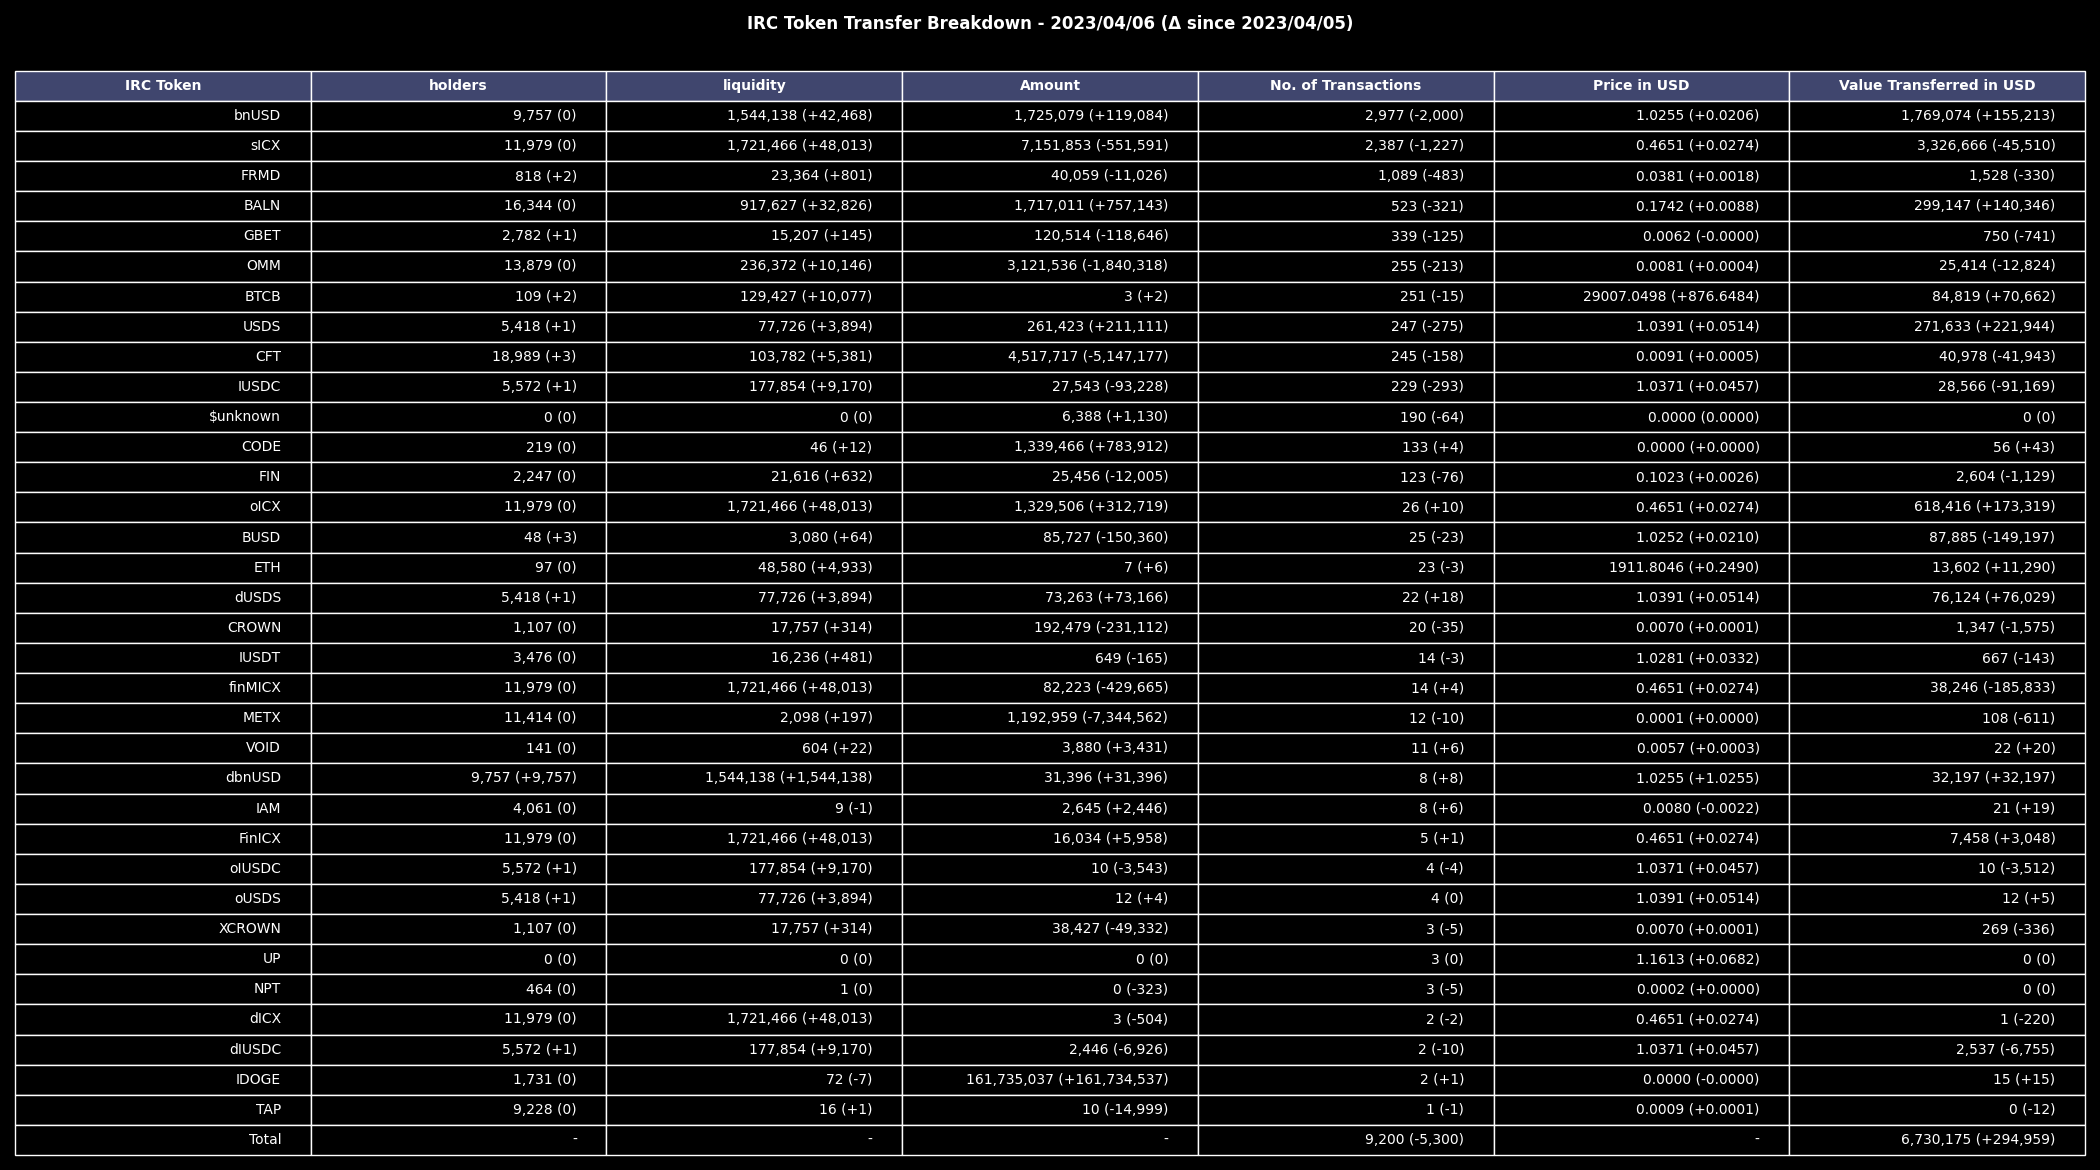 IRC Token Transfer Breakdown - 2023/04/06 (Δ since 2023/04/05)
IRC Token holders liquidity Amount No. of Transactions Price in USD Value Transferred in USD
bnUSD 9,757 (0) 1,544,138 (+42,468) 1,725,079 (+119,084) 2,977 (-2,000) 1.0255 (+0.0206) 1,769,074 (+155,213)
sICX 11,979 (0) 1,721,466 (+48,013) 7,151,853 (-551,591) 2,387 (-1,227) 0.4651 (+0.0274) 3,326,666 (-45,510)
FRMD 818 (+2) 23,364 (+801) 40,059 (-11,026) 1,089 (-483) 0.0381 (+0.0018) 1,528 (-330)
BALN 16,344 (0) 917,627 (+32,826) 1,717,011 (+757,143) 523 (-321) 0.1742 (+0.0088) 299,147 (+140,346)
GBET 2,782 (+1) 15,207 (+145) 120,514 (-118,646) 339 (-125) 0.0062 (-0.0000) 750 (-741)
OMM 13,879 (0) 236,372 (+10,146) 3,121,536 (-1,840,318) 255 (-213) 0.0081 (+0.0004) 25,414 (-12,824)
BTCB 109 (+2) 129,427 (+10,077) 3 (+2) 251 (-15) 29007.0498 (+876.6484) 84,819 (+70,662)
USDS 5,418 (+1) 77,726 (+3,894) 261,423 (+211,111) 247 (-275) 1.0391 (+0.0514) 271,633 (+221,944)
CFT 18,989 (+3) 103,782 (+5,381) 4,517,717 (-5,147,177) 245 (-158) 0.0091 (+0.0005) 40,978 (-41,943)
IUSDC 5,572 (+1) 177,854 (+9,170) 27,543 (-93,228) 229 (-293) 1.0371 (+0.0457) 28,566 (-91,169)
$unknown 0 (0) 0 (0) 6,388 (+1,130) 190 (-64) 0.0000 (0.0000) 0 (0)
CODE 219 (0) 46 (+12) 1,339,466 (+783,912) 133 (+4) 0.0000 (+0.0000) 56 (+43)
FIN 2,247 (0) 21,616 (+632) 25,456 (-12,005) 123 (-76) 0.1023 (+0.0026) 2,604 (-1,129)
oICX 11,979 (0) 1,721,466 (+48,013) 1,329,506 (+312,719) 26 (+10) 0.4651 (+0.0274) 618,416 (+173,319)
BUSD 48 (+3) 3,080 (+64) 85,727 (-150,360) 25 (-23) 1.0252 (+0.0210) 87,885 (-149,197)
ETH 97 (0) 48,580 (+4,933) 7 (+6) 23 (-3) 1911.8046 (+0.2490) 13,602 (+11,290)
dUSDS 5,418 (+1) 77,726 (+3,894) 73,263 (+73,166) 22 (+18) 1.0391 (+0.0514) 76,124 (+76,029)
CROWN 1,107 (0) 17,757 (+314) 192,479 (-231,112) 20 (-35) 0.0070 (+0.0001) 1,347 (-1,575)
IUSDT 3,476 (0) 16,236 (+481) 649 (-165) 14 (-3) 1.0281 (+0.0332) 667 (-143)
finMICX 11,979 (0) 1,721,466 (+48,013) 82,223 (-429,665) 14 (+4) 0.4651 (+0.0274) 38,246 (-185,833)
METX 11,414 (0) 2,098 (+197) 1,192,959 (-7,344,562) 12 (-10) 0.0001 (+0.0000) 108 (-611)
VOID 141 (0) 604 (+22) 3,880 (+3,431) 11 (+6) 0.0057 (+0.0003) 22 (+20)
dbnUSD 9,757 (+9,757) 1,544,138 (+1,544,138) 31,396 (+31,396) 8 (+8) 1.0255 (+1.0255) 32,197 (+32,197)
IAM 4,061 (0) 9 (-1) 2,645 (+2,446) 8 (+6) 0.0080 (-0.0022) 21 (+19)
FinICX 11,979 (0) 1,721,466 (+48,013) 16,034 (+5,958) 5 (+1) 0.4651 (+0.0274) 7,458 (+3,048)
oIUSDC 5,572 (+1) 177,854 (+9,170) 10 (-3,543) 4 (-4) 1.0371 (+0.0457) 10 (-3,512)
oUSDS 5,418 (+1) 77,726 (+3,894) 12 (+4) 4 (0) 1.0391 (+0.0514) 12 (+5)
XCROWN 1,107 (0) 17,757 (+314) 38,427 (-49,332) 3 (-5) 0.0070 (+0.0001) 269 (-336)
UP 0 (0) 0 (0) 0 (0) 3 (0) 1.1613 (+0.0682) 0 (0)
NPT 464 (0) 1 (0) 0 (-323) 3 (-5) 0.0002 (+0.0000) 0 (0)
dICX 11,979 (0) 1,721,466 (+48,013) 3 (-504) 2 (-2) 0.4651 (+0.0274) 1 (-220)
dIUSDC 5,572 (+1) 177,854 (+9,170) 2,446 (-6,926) 2 (-10) 1.0371 (+0.0457) 2,537 (-6,755)
IDOGE 1,731 (0) 72 (-7) 161,735,037 (+161,734,537) 2 (+1) 0.0000 (-0.0000) 15 (+15)
TAP 9,228 (0) 16 (+1) 10 (-14,999) 1 (-1) 0.0009 (+0.0001) 0 (-12)
Total - - - 9,200 (-5,300) - 6,730,175 (+294,959)